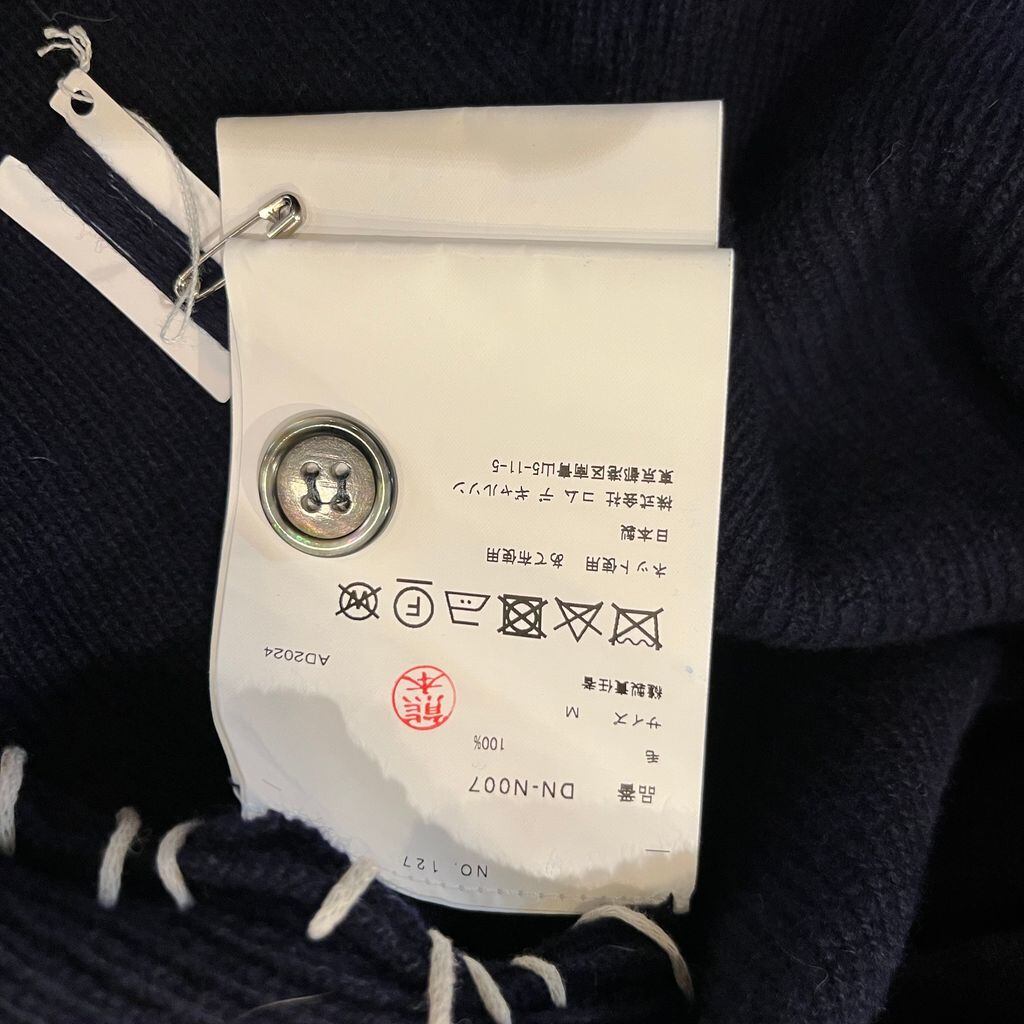 NO. 127
品番 DN-N007
毛 100%
サイズ M
縫製責任者 熊本
AD2024
W
F
ネット使用 あて布使用
日本製
株式会社 コム デ ギャルソン
東京都港区南青山5-11-5